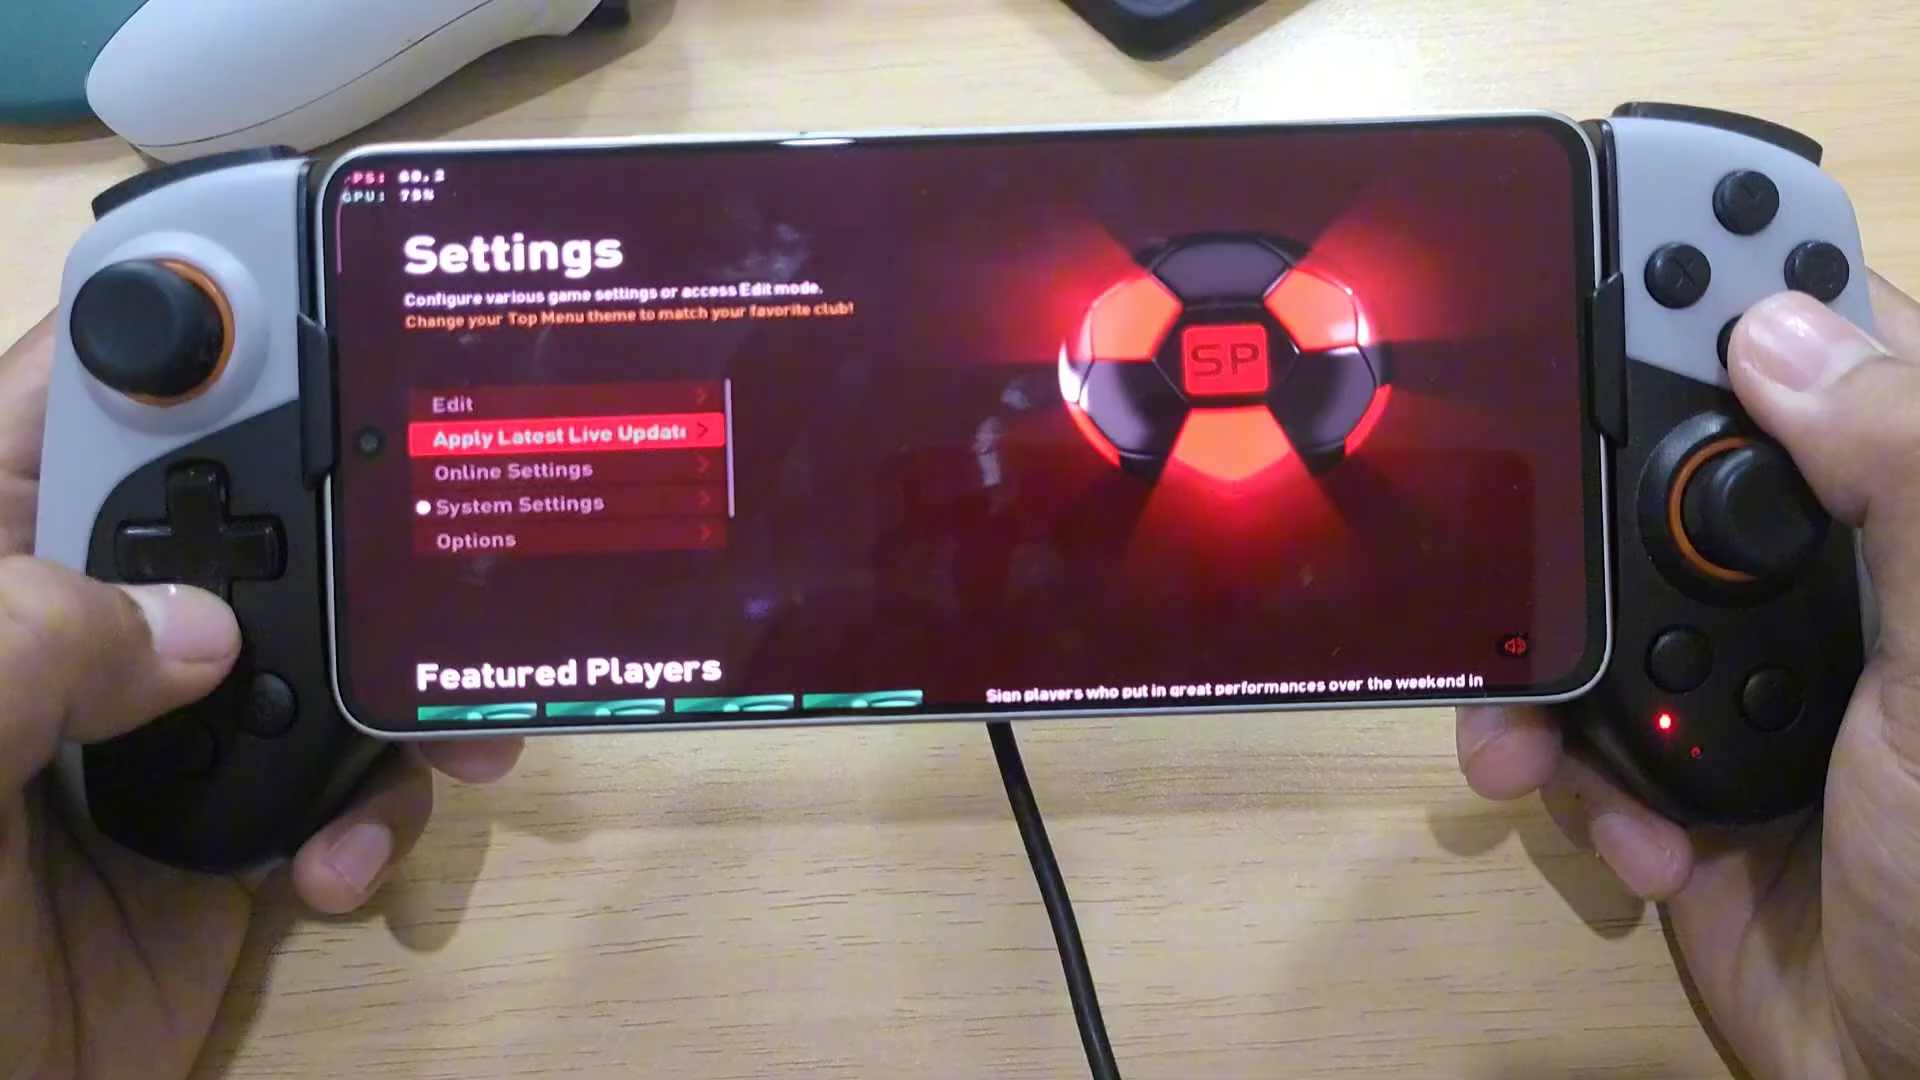 PS: 60.2
GPU: 75%
Settings
Configure various game settings or access Edit mode.
Change your Top Menu theme to match your favorite club!
SP
Edit
Apply Latest Live Updat
Online Settings
System Settings
Options
Featured Players
Sign players who put in great performances over the weekend in
X